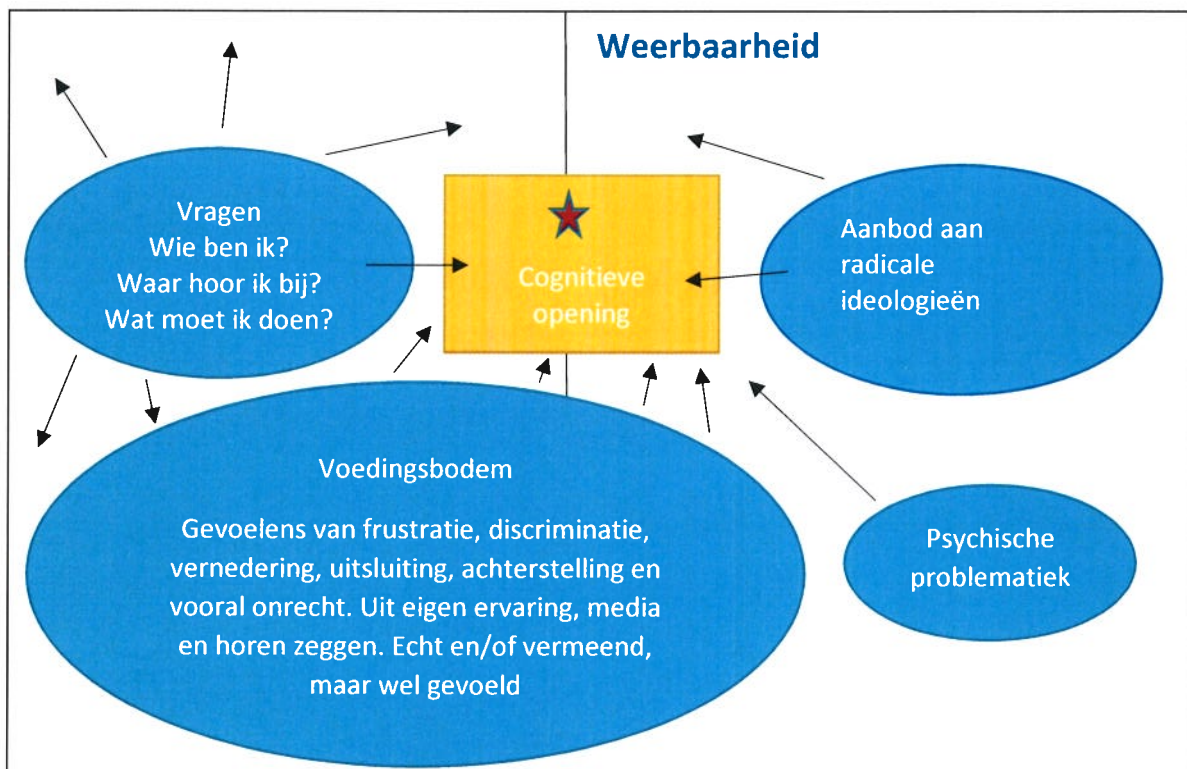 Weerbaarheid
Vragen
Wie ben ik?
Waar hoor ik bij?
Wat moet ik doen?
Cognitieve
opening
Aanbod aan
radicale
ideologieën
Voedingsbodem
Gevoelens van frustratie, discriminatie,
vernedering, uitsluiting, achterstelling en
vooral onrecht. Uit eigen ervaring, media
en horen zeggen. Echt en/of vermeend,
maar wel gevoeld
Psychische
problematiek